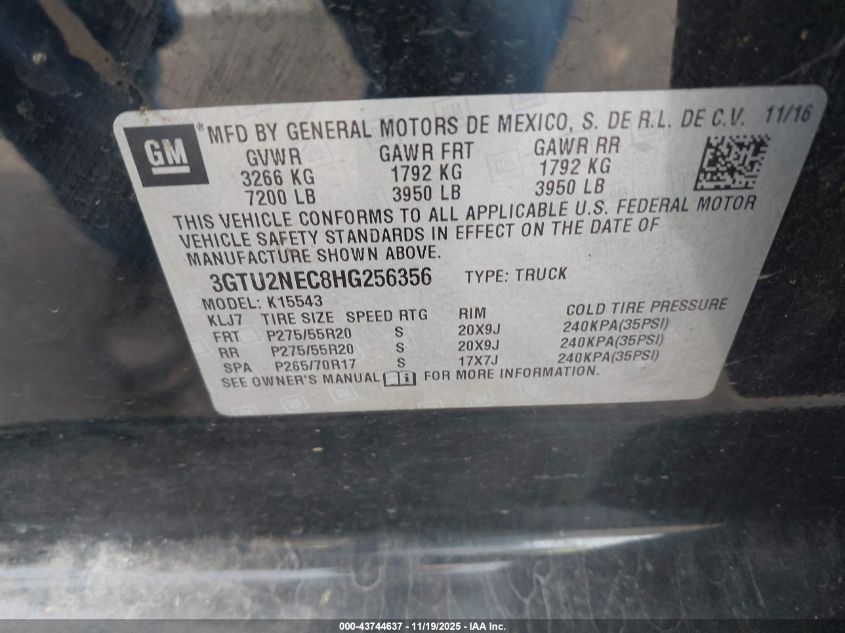 GM ® MFD BY GENERAL MOTORS DE MEXICO, S. DE R.L. DE C.V. 11/16
GVWR GAWR FRT GAWR RR
3266 KG 1792 KG 1792 KG
7200 LB 3950 LB 3950 LB
THIS VEHICLE CONFORMS TO ALL APPLICABLE U.S. FEDERAL MOTOR
VEHICLE SAFETY STANDARDS IN EFFECT ON THE DATE OF
MANUFACTURE SHOWN ABOVE.
3GTU2NEC8HG256356 TYPE: TRUCK
MODEL: K15543
KLJ7 TIRE SIZE SPEED RTG RIM COLD TIRE PRESSURE
FRT P275/55R20 S 20X9J 240KPA(35PSI)
RR P275/55R20 S 20X9J 240KPA(35PSI)
SPA P265/70R17 S 17X7J 240KPA(35PSI)
SEE OWNER'S MANUAL FOR MORE INFORMATION.
000-43744637 - 11/19/2025 - IAA Inc.